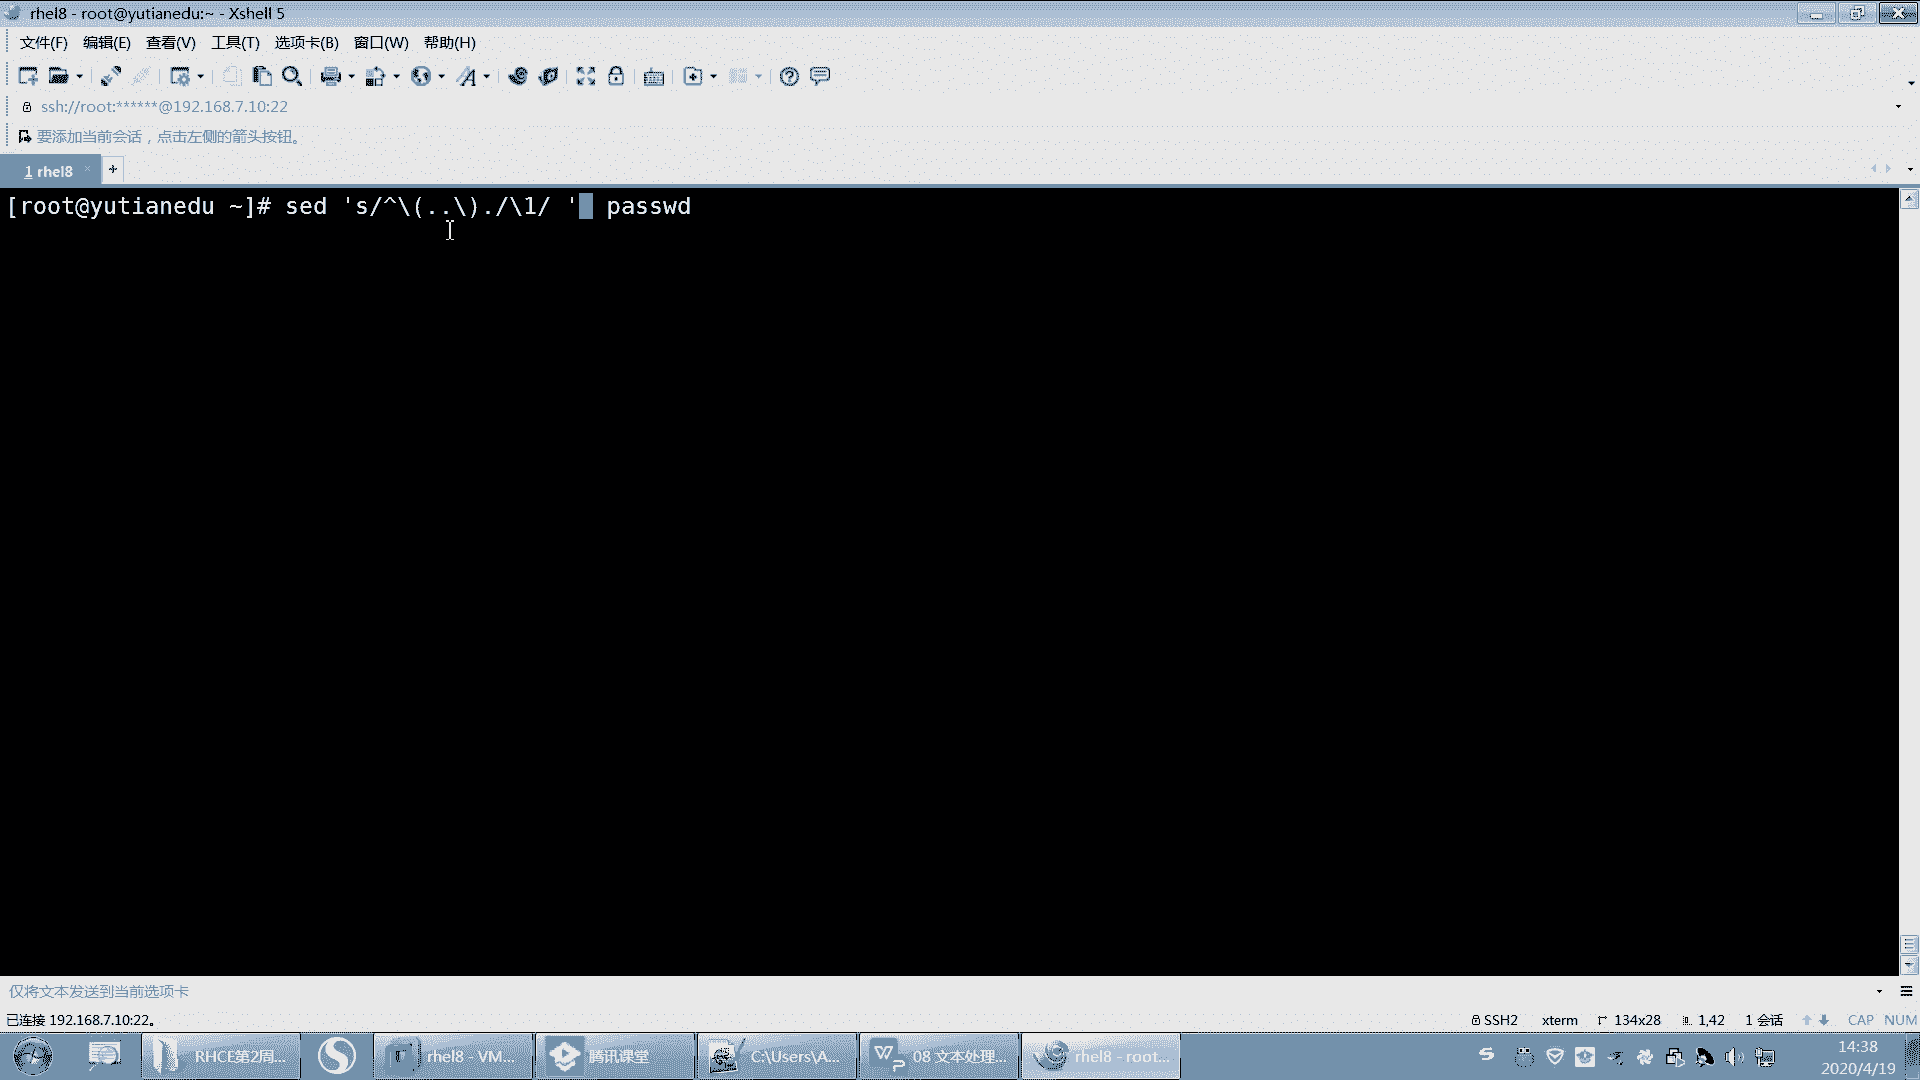 rhel8 - root@yutianedu:~ - Xshell 5
文件(F) 编辑(E) 查看(V) 工具(T) 选项卡(B) 窗口(W) 帮助(H)
ssh://root:******@192.168.7.10:22
要添加当前会话，点击左侧的箭头按钮。
1 rhel8
[root@yutianedu ~]# sed 's/^\(..\)./\1/ ' passwd
仅将文本发送到当前选项卡
已连接 192.168.7.10:22。
SSH2 xterm 134x28 1,42 1 会话 CAP NUM
RHCE第2周... rhel8 - VM... 腾讯课堂 C:\Users\A... 08 文本处理... rhel8 - root...
14:38
2020/4/19